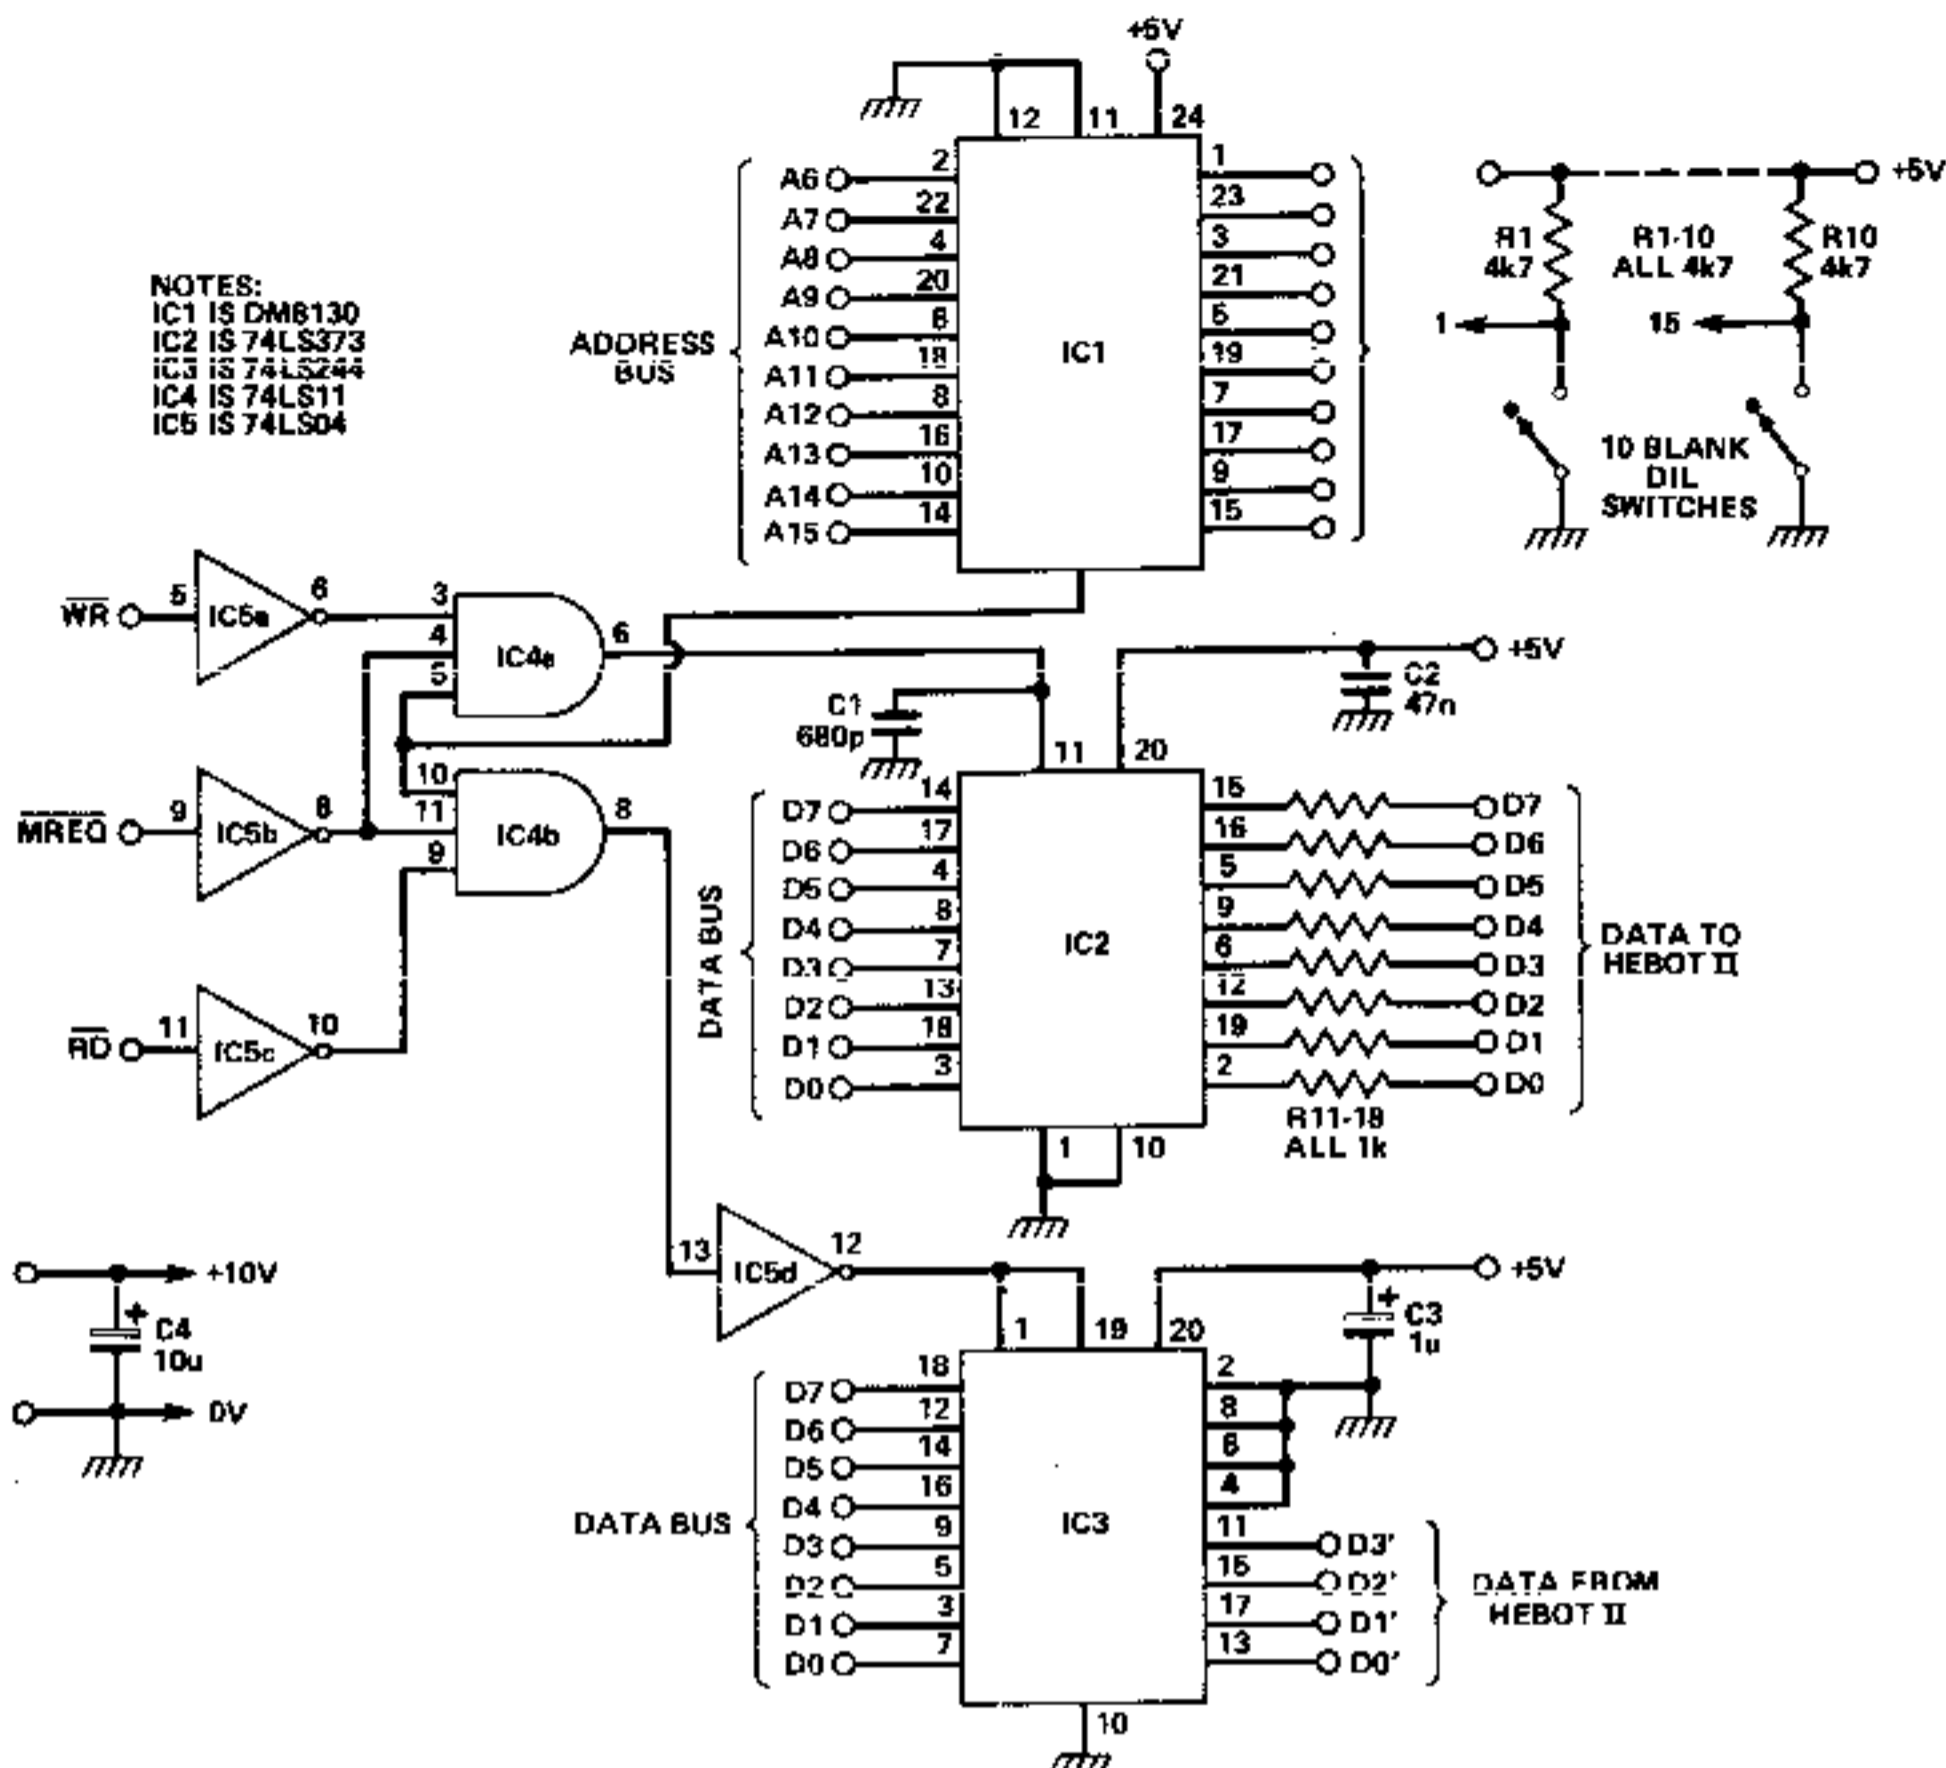 +5V
12
11
24
A6
2
1
A7
22
23
A8
4
3
A9
20
21
A10
6
5
A11
18
19
A12
8
7
A13
16
17
A14
10
9
A15
14
15
ADDRESS
BUS
IC1
NOTES:
IC1 IS DM8130
IC2 IS 74LS373
IC3 IS 74LS244
IC4 IS 74LS11
IC5 IS 74LS04
+5V
R1
4k7
R1-10
ALL 4k7
R10
4k7
1
15
10 BLANK
DIL
SWITCHES
WR
5
IC5a
6
3
4
5
IC4a
6
MREQ
9
IC5b
8
10
11
9
IC4b
8
RD
11
IC5c
10
C1
680p
11
20
+5V
C2
47n
DATA BUS
D7
14
15
D7
D6
17
16
D6
D5
4
5
D5
D4
8
9
D4
D3
7
6
D3
D2
13
12
D2
D1
18
19
D1
D0
3
2
D0
IC2
DATA TO
HEBOT II
R11-18
ALL 1k
1
10
+10V
C4
+
10u
0V
13
IC5d
12
1
19
20
+5V
+
C3
1u
DATA BUS
D7
18
2
D6
12
8
D5
14
6
D4
16
4
D3
9
11
D3'
D2
5
15
D2'
D1
3
17
D1'
D0
7
13
D0'
IC3
DATA FROM
HEBOT II
10